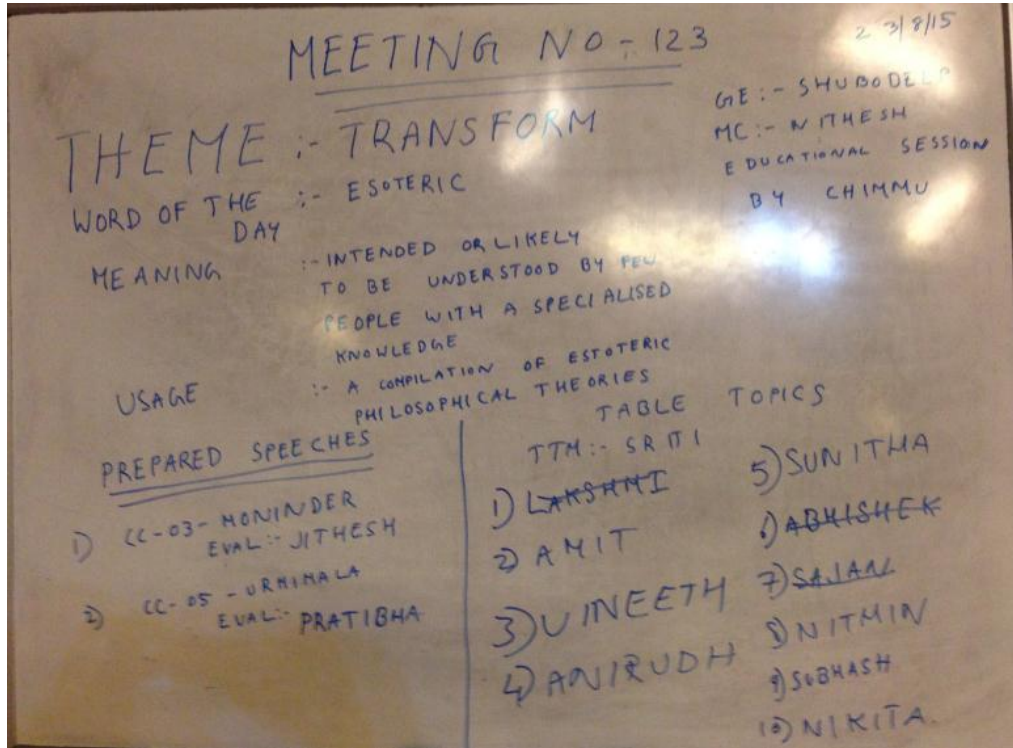 23/8/15
MEETING NO - 123
GE :- SHUBODEEP
MC :- NITHESH
EDUCATIONAL SESSION
BY CHIMMU
THEME :- TRANSFORM
WORD OF THE DAY :- ESOTERIC
MEANING :- INTENDED OR LIKELY
TO BE UNDERSTOOD BY FEW
PEOPLE WITH A SPECIALISED
KNOWLEDGE
USAGE :- A COMPILATION OF ESTOTERIC
PHILOSOPHICAL THEORIES
PREPARED SPEECHES
1) CC-03 - MONINDER
EVAL:- JITHESH
2) CC-05 - URMIMALA
EVAL:- PRATIBHA
TABLE TOPICS
TTM:- SRITI
1) LAKSHMI
2) AMIT
3) VINEETH
4) ANIRUDH
5) SUNITHA
6) ABHISHEK
7) SAJAN
8) NITMIN
9) SUBHASH
10) NIKITA.